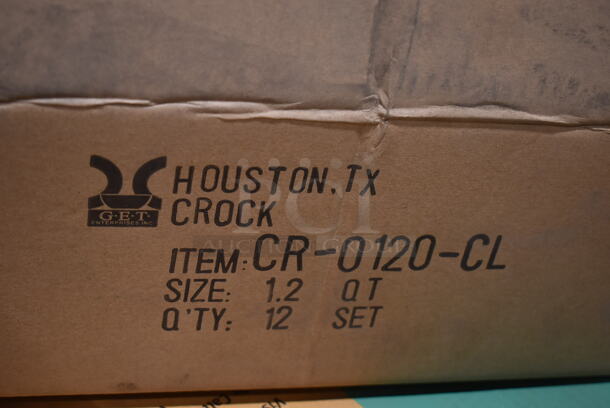 HOUSTON, TX
CROCK
G·E·T·
ENTERPRISES INC.
ITEM: CR-0120-CL
SIZE: 1.2 QT
Q'TY: 12 SET